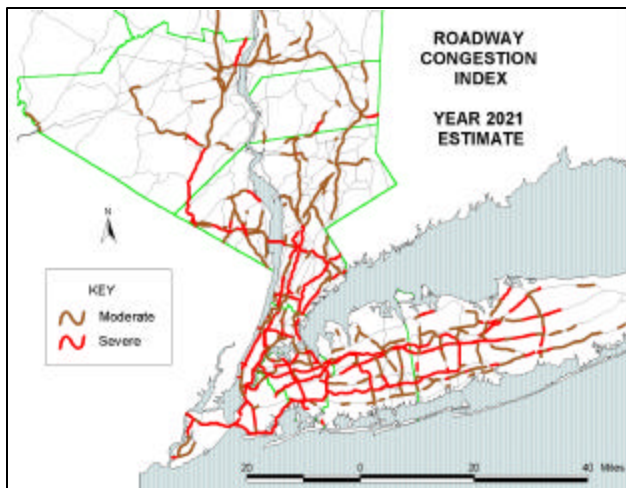 ROADWAY
CONGESTION
INDEX
YEAR 2021
ESTIMATE
N
KEY
Moderate
Severe
20 0 20 40
Miles